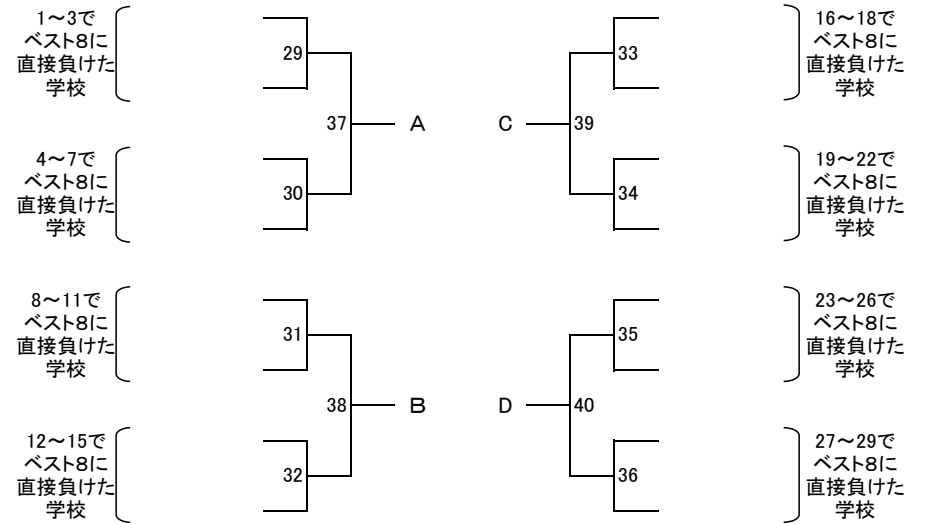 1～3で
ベスト8に
直接負けた
学校
29
37
A
4～7で
ベスト8に
直接負けた
学校
30
8～11で
ベスト8に
直接負けた
学校
31
38
B
12～15で
ベスト8に
直接負けた
学校
32
16～18で
ベスト8に
直接負けた
学校
33
C
39
19～22で
ベスト8に
直接負けた
学校
34
23～26で
ベスト8に
直接負けた
学校
35
D
40
27～29で
ベスト8に
直接負けた
学校
36